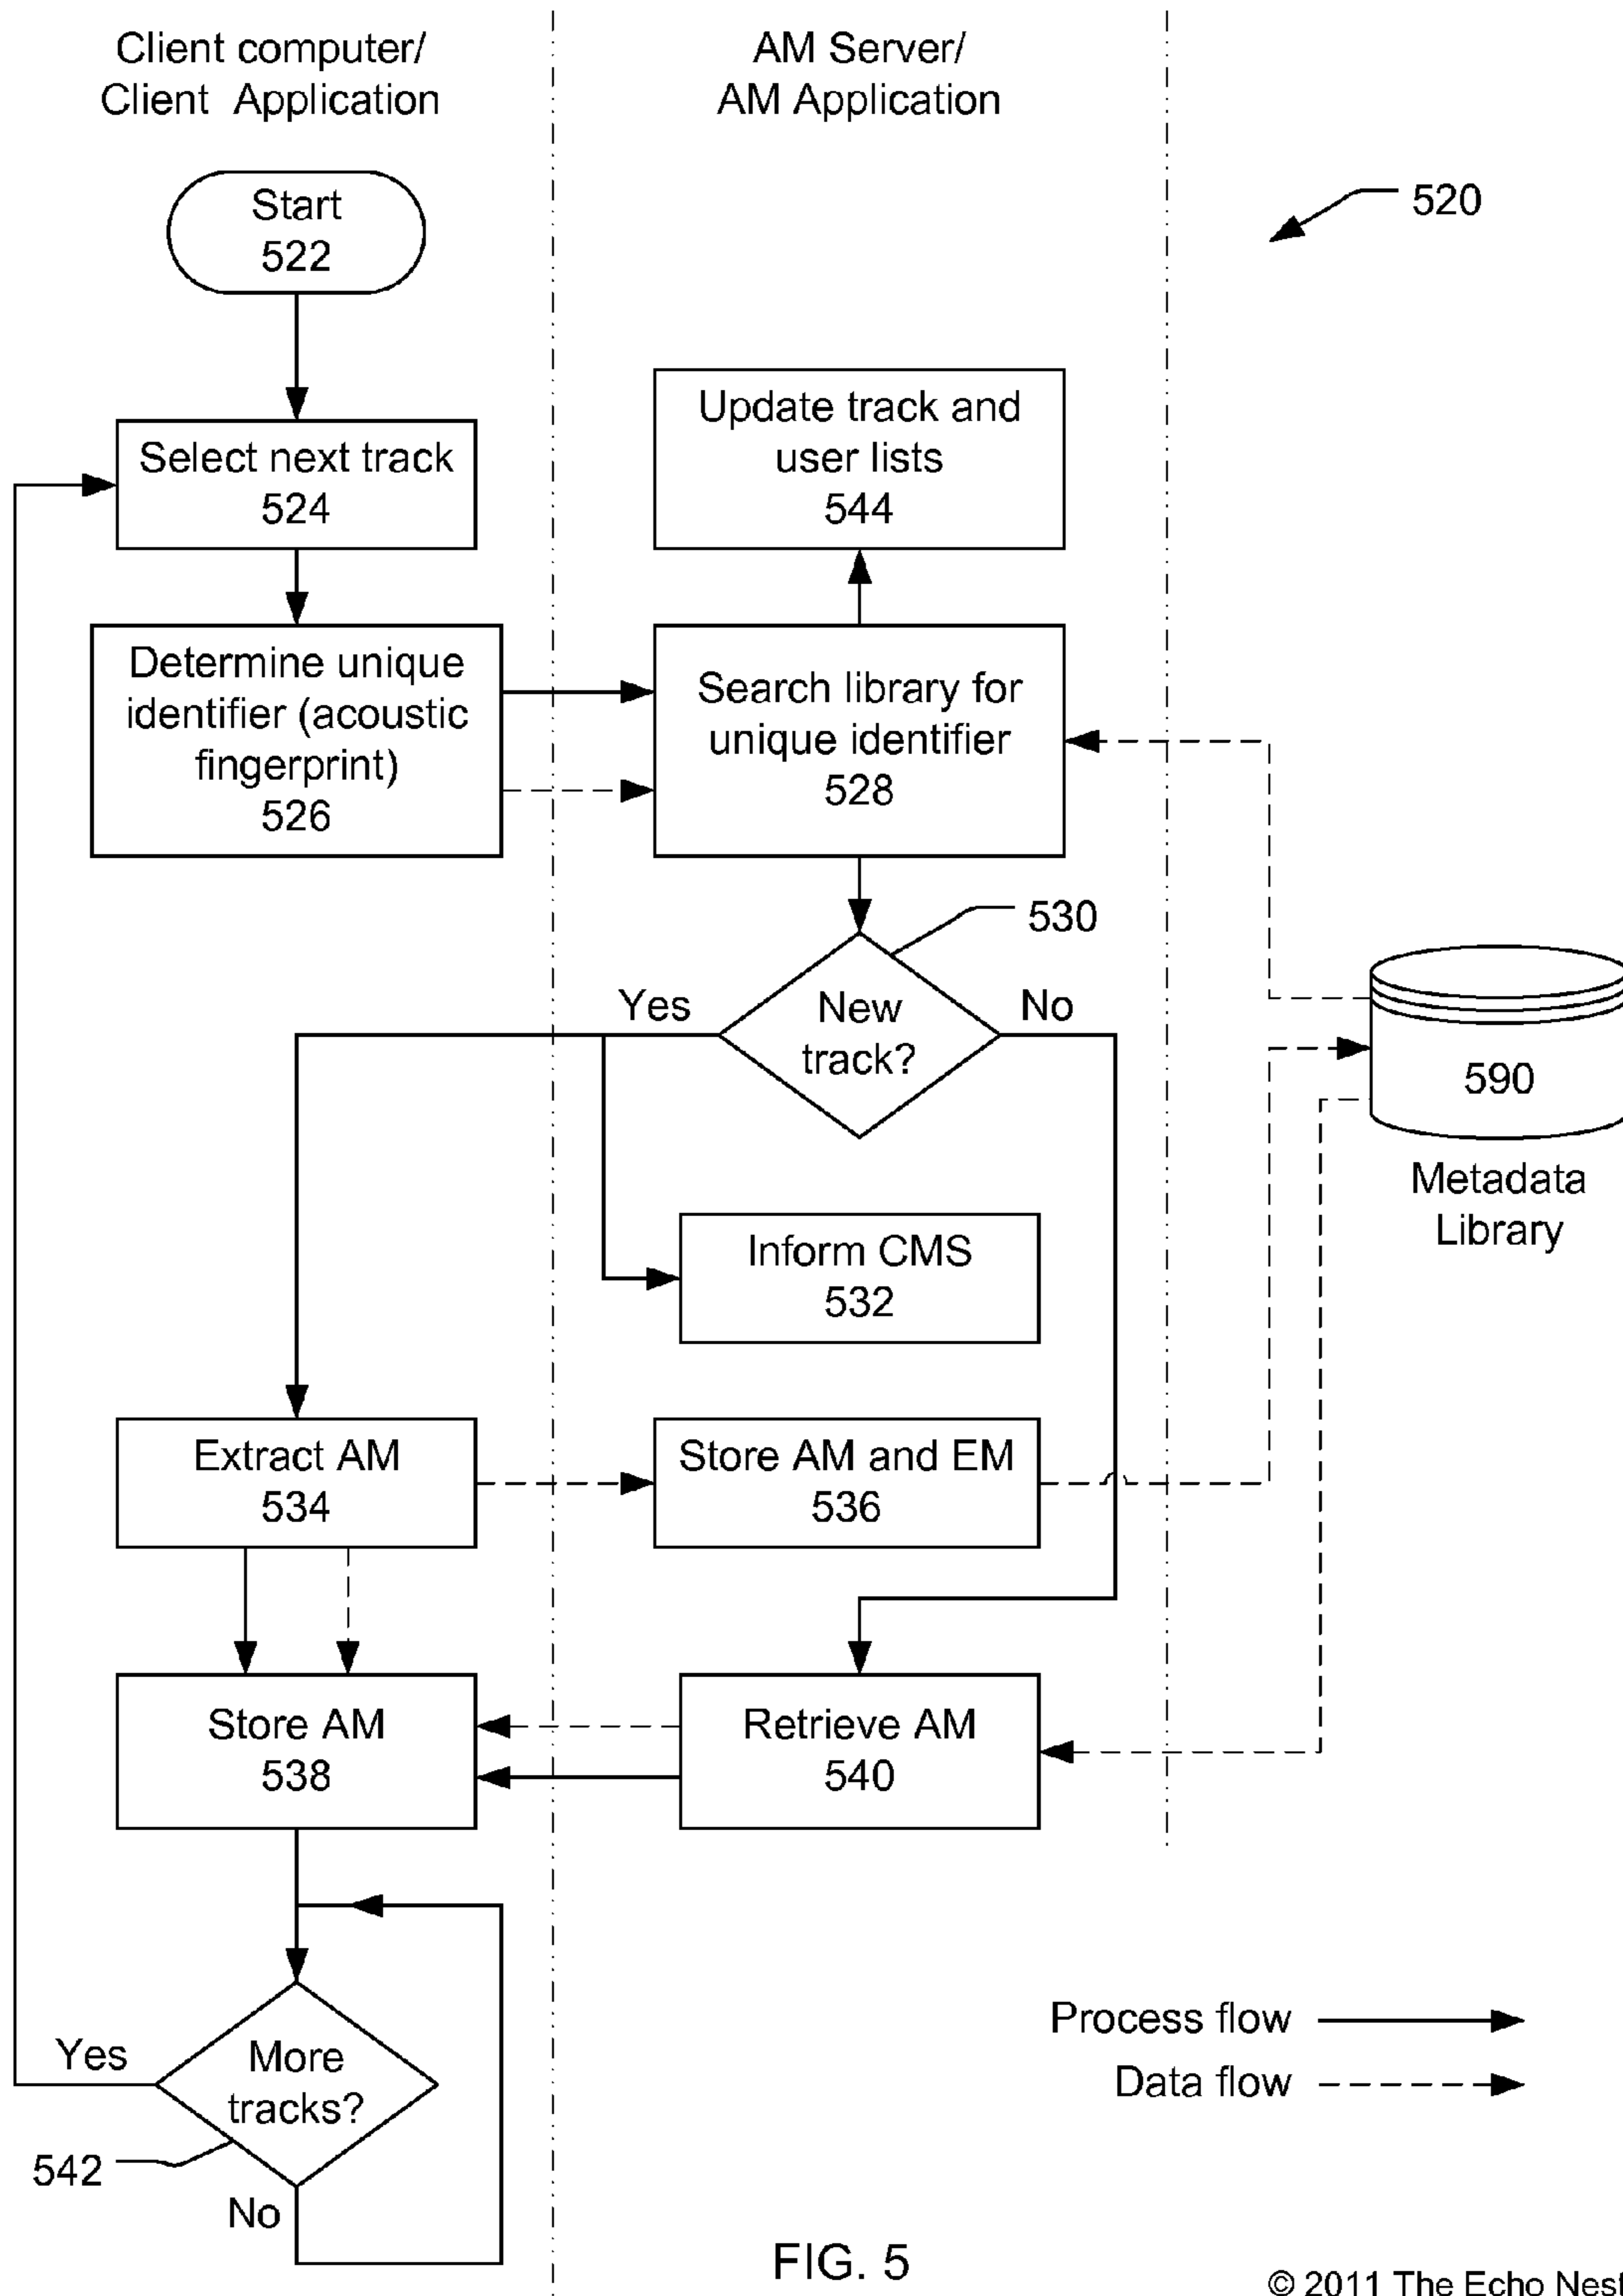 Client computer/
Client Application
AM Server/
AM Application
520
Start
522
Select next track
524
Update track and
user lists
544
Determine unique
identifier (acoustic
fingerprint)
526
Search library for
unique identifier
528
530
Yes
New
track?
No
590
Metadata
Library
Inform CMS
532
Extract AM
534
Store AM and EM
536
Store AM
538
Retrieve AM
540
Yes
More
tracks?
542
No
Process flow
Data flow
FIG. 5
© 2011 The Echo Nest